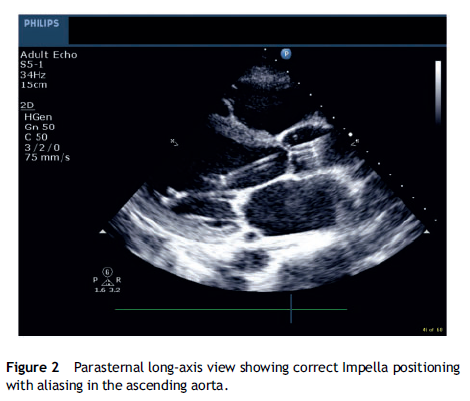 PHILIPS
Adult Echo
S5-1
34Hz
15cm
2D
HGen
Gn 50
C 50
3 / 2 / 0
75 mm/s
P
G
P R
1.6 3.2
Figure 2 Parasternal long-axis view showing correct Impella positioning
with aliasing in the ascending aorta.